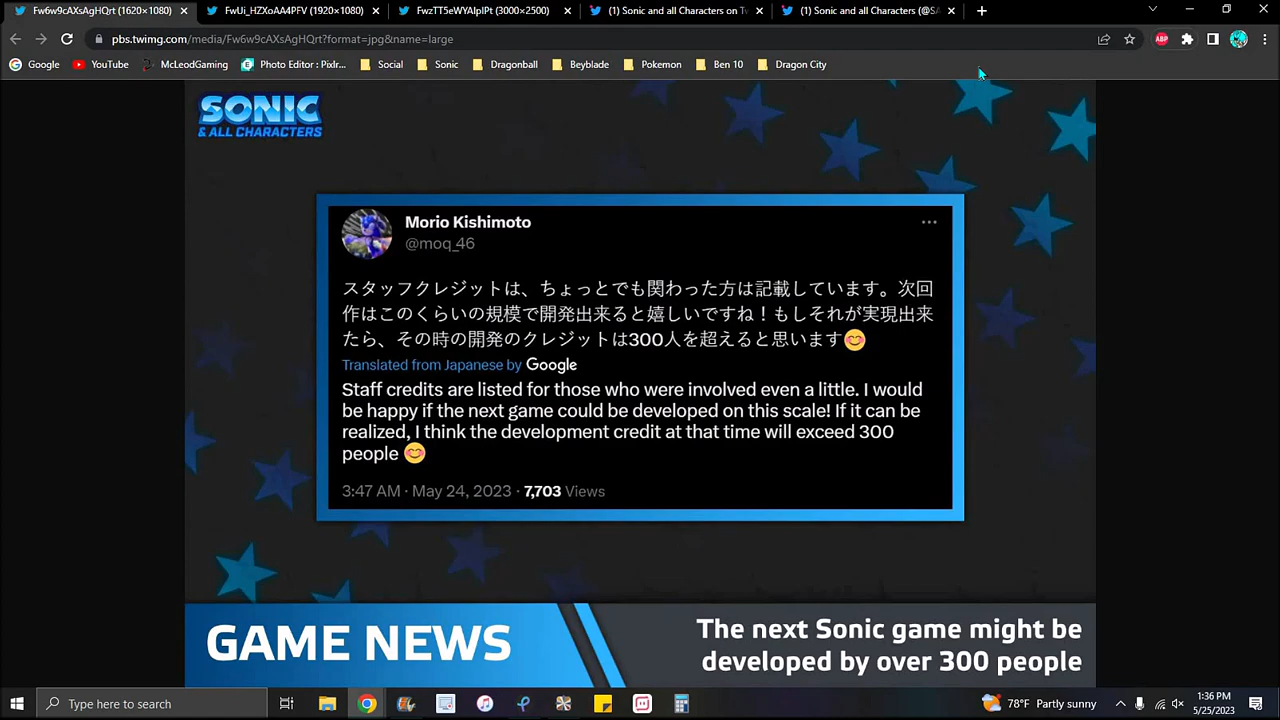 Fw6w9cAXsAgHQrt (1620×1080)
FwUi_HZXoAA4PFV (1920×1080)
FwzTT5eWYAIpIPt (3000×2500)
(1) Sonic and all Characters on Tw
(1) Sonic and all Characters (@SA
pbs.twimg.com/media/Fw6w9cAXsAgHQrt?format=jpg&name=large
ABP
Google YouTube McLeodGaming Photo Editor : Pixlr... Social Sonic Dragonball Beyblade Pokemon Ben 10 Dragon City
SONIC
& ALL CHARACTERS
Morio Kishimoto
@moq_46
スタッフクレジットは、ちょっとでも関わった方は記載しています。次回
作はこのくらいの規模で開発出来ると嬉しいですね！もしそれが実現出来
たら、その時の開発のクレジットは300人を超えると思います😊
Translated from Japanese by Google
Staff credits are listed for those who were involved even a little. I would
be happy if the next game could be developed on this scale! If it can be
realized, I think the development credit at that time will exceed 300
people 😊
3:47 AM · May 24, 2023 · 7,703 Views
GAME NEWS
The next Sonic game might be
developed by over 300 people
Type here to search
78°F Partly sunny
1:36 PM
5/25/2023